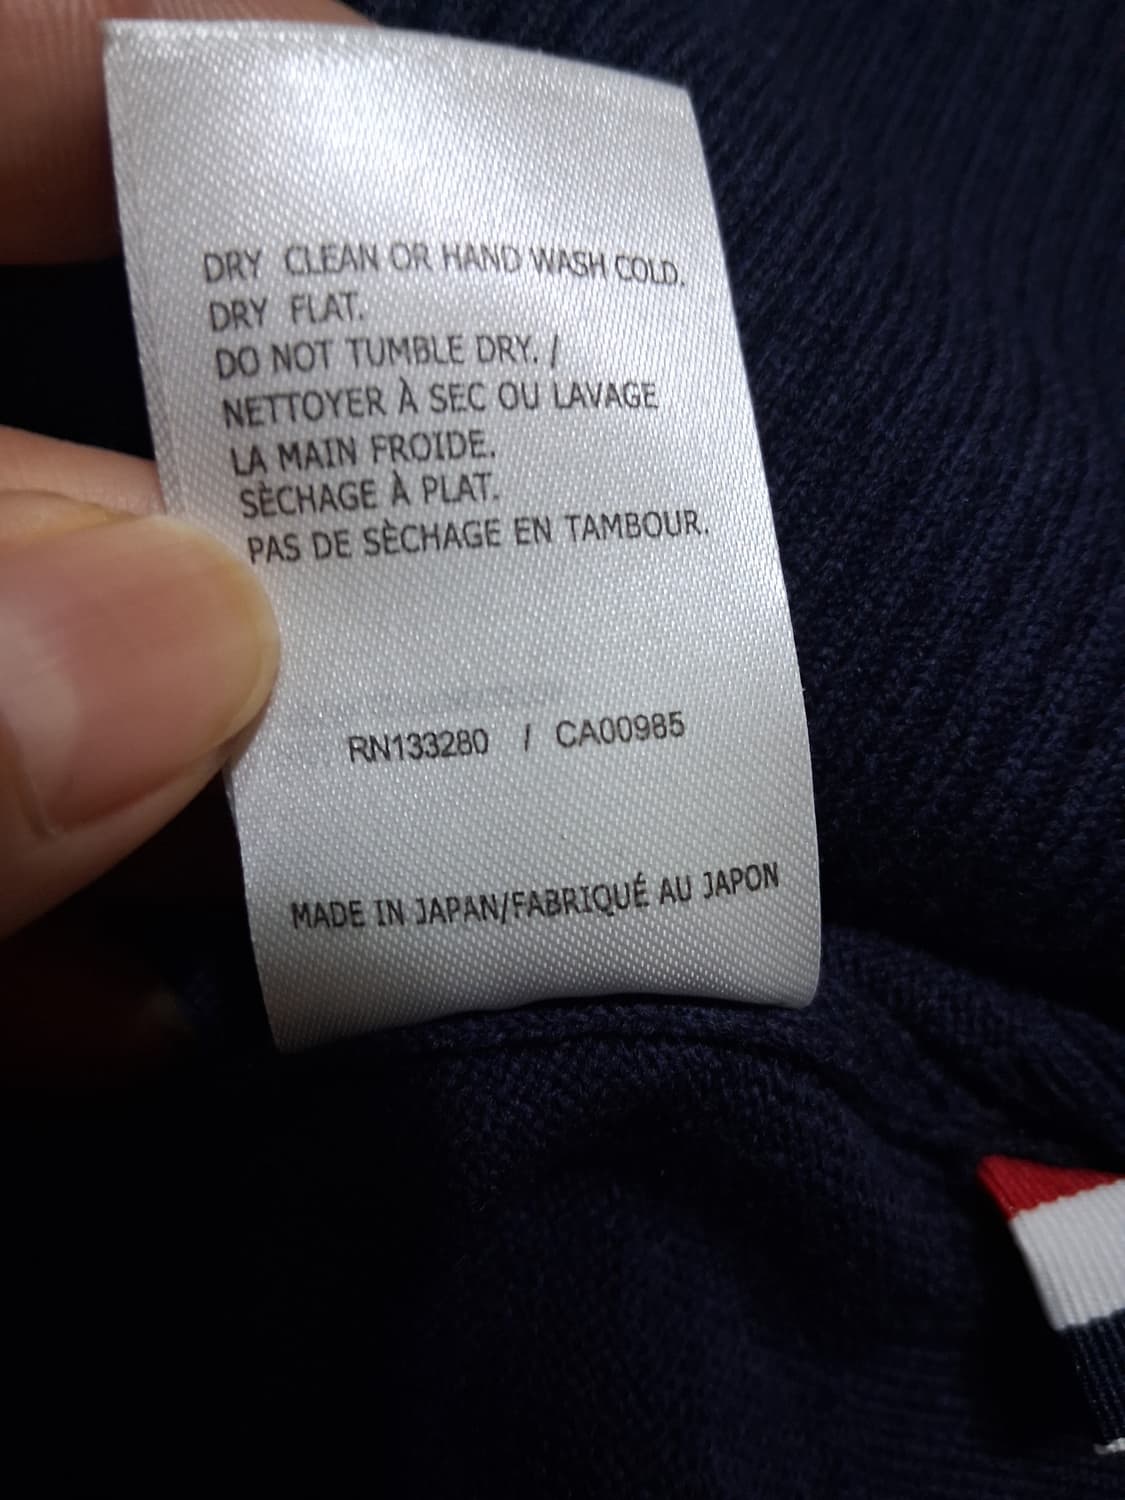 DRY CLEAN OR HAND WASH COLD.
DRY FLAT.
DO NOT TUMBLE DRY. /
NETTOYER À SEC OU LAVAGE
LA MAIN FROIDE.
SÈCHAGE À PLAT.
PAS DE SÈCHAGE EN TAMBOUR.
RN133280 / CA00985
MADE IN JAPAN/FABRIQUÉ AU JAPON